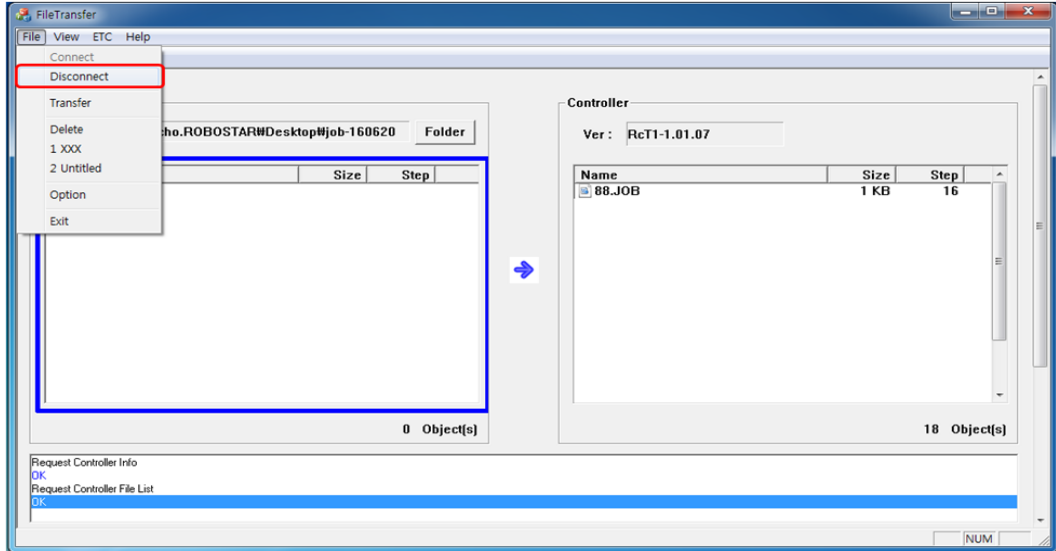 FileTransfer
File View ETC Help
Connect
Disconnect
Transfer
Delete
1 XXX
2 Untitled
Option
Exit
cho.ROBOSTAR₩Desktop₩job-160620 Folder
Size Step
0 Object(s)
Controller
Ver : RcT1-1.01.07
Name Size Step
88.JOB 1 KB 16
18 Object(s)
Request Controller Info
OK
Request Controller File List
OK
NUM